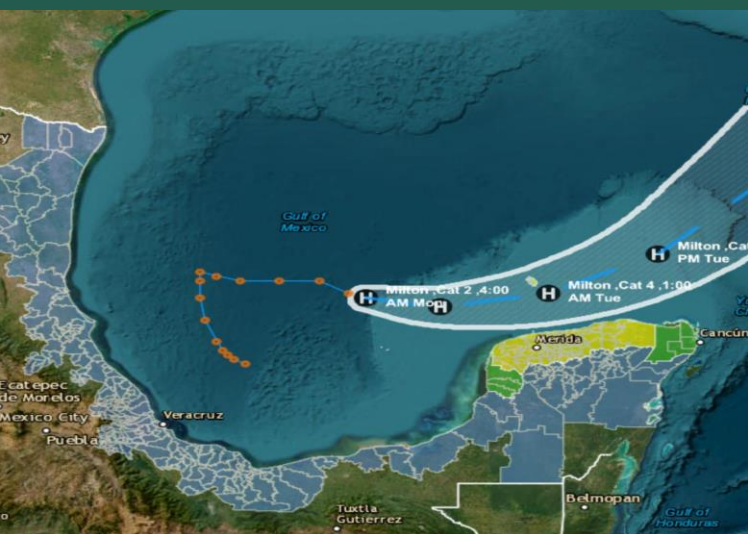 Gulf of
Mexico
Milton ,Cat 2 ,4:00
AM Mon
H
H
H
Milton ,Cat 4 ,1:00
AM Tue
H
Milton ,Cat
PM Tue
Merida
Cancún
Ecatepec
de Morelos
Mexico City
Puebla
Veracruz
Tuxtla
Gutierrez
Belmopan
Gulf of
Honduras